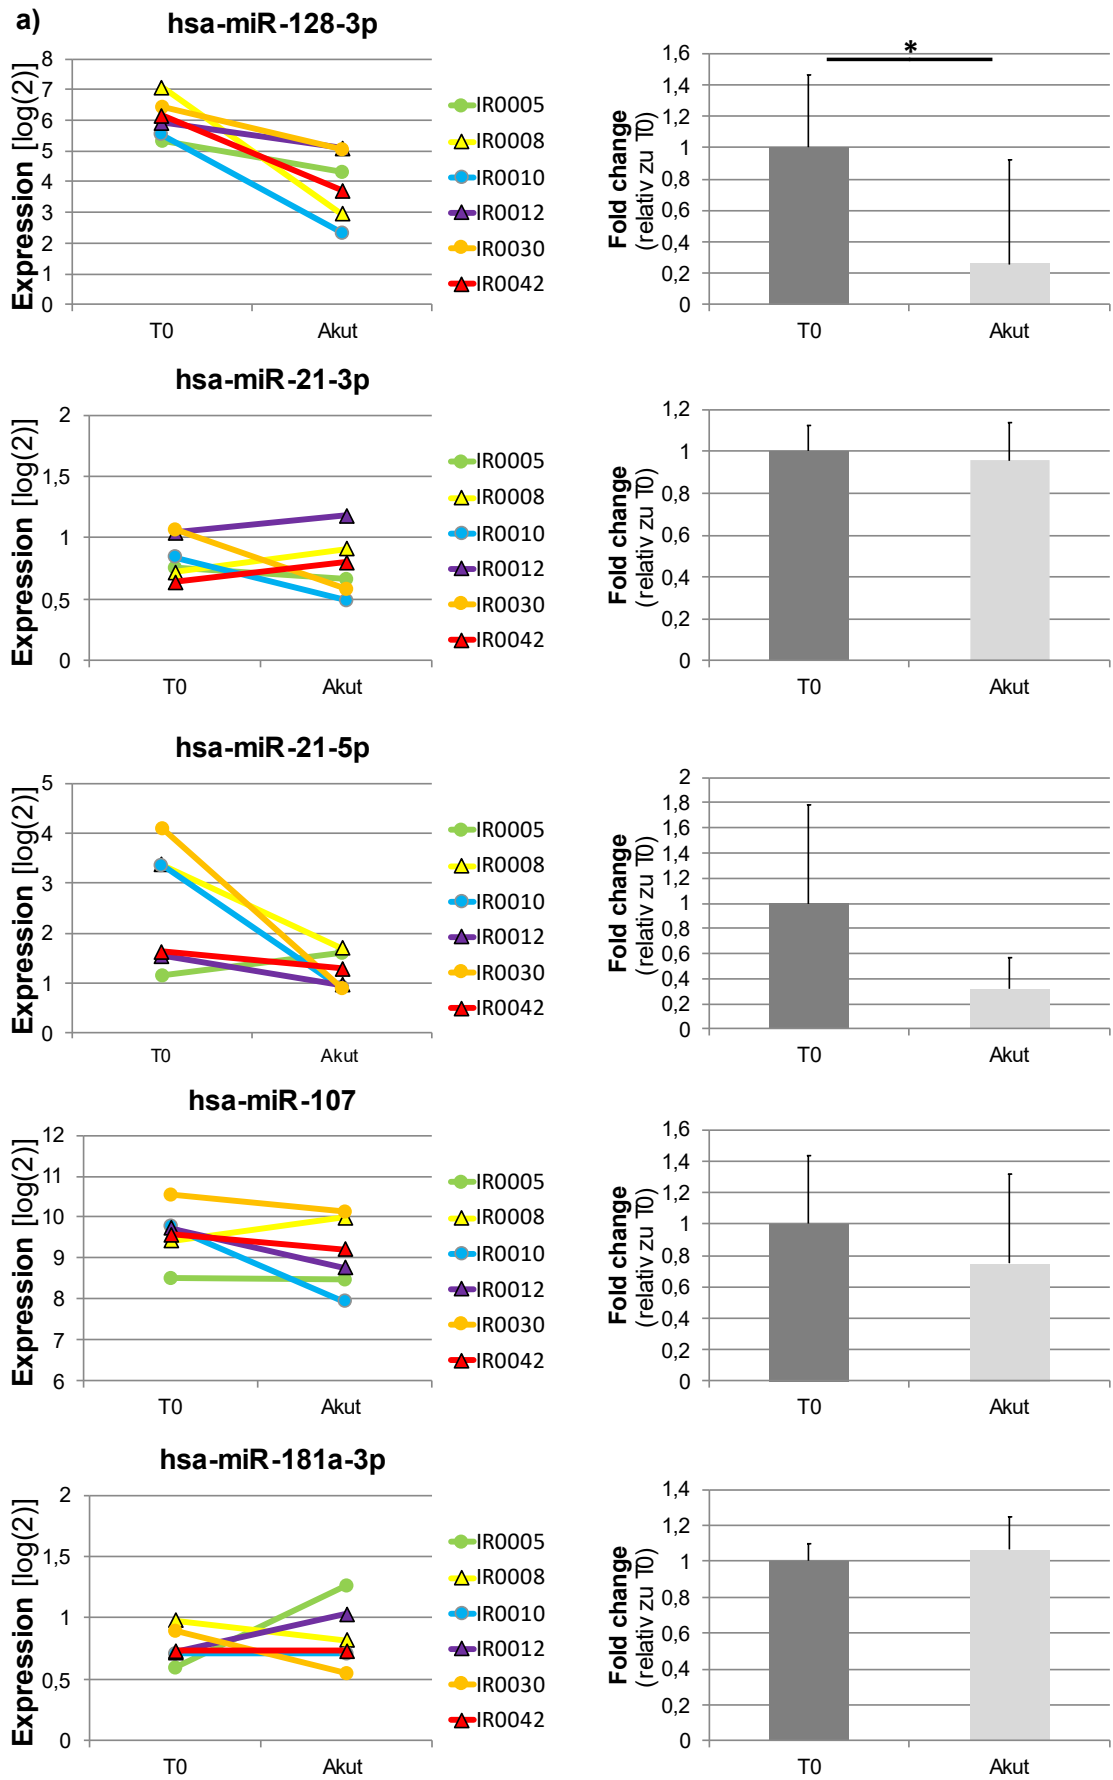 a)
hsa-miR-128-3p
Expression [log(2)]
8
7
6
5
4
3
2
1
0
T0 Akut
IR0005
IR0008
IR0010
IR0012
IR0030
IR0042
Fold change
(relativ zu T0)
1,6
1,4
1,2
1
0,8
0,6
0,4
0,2
0
*
T0 Akut
hsa-miR-21-3p
Expression [log(2)]
2
1,5
1
0,5
0
T0 Akut
IR0005
IR0008
IR0010
IR0012
IR0030
IR0042
Fold change
(relativ zu T0)
1,2
1
0,8
0,6
0,4
0,2
0
T0 Akut
hsa-miR-21-5p
Expression [log(2)]
5
4
3
2
1
0
T0 Akut
IR0005
IR0008
IR0010
IR0012
IR0030
IR0042
Fold change
(relativ zu T0)
2
1,8
1,6
1,4
1,2
1
0,8
0,6
0,4
0,2
0
T0 Akut
hsa-miR-107
Expression [log(2)]
12
11
10
9
8
7
6
T0 Akut
IR0005
IR0008
IR0010
IR0012
IR0030
IR0042
Fold change
(relativ zu T0)
1,6
1,4
1,2
1
0,8
0,6
0,4
0,2
0
T0 Akut
hsa-miR-181a-3p
Expression [log(2)]
2
1,5
1
0,5
0
T0 Akut
IR0005
IR0008
IR0010
IR0012
IR0030
IR0042
Fold change
(relativ zu T0)
1,4
1,2
1
0,8
0,6
0,4
0,2
0
T0 Akut